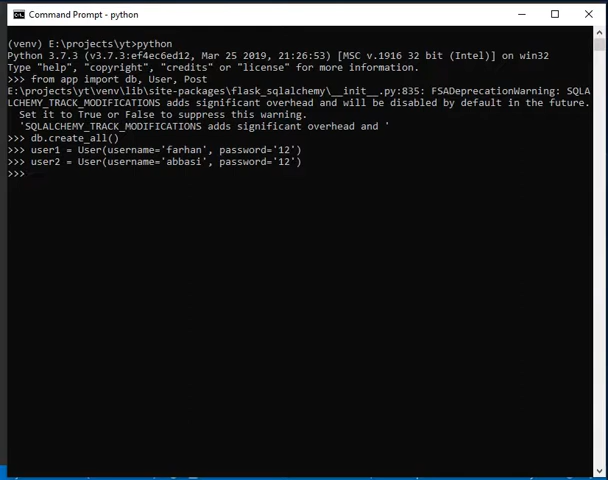 Command Prompt - python
(venv) E:\projects\yt>python
Python 3.7.3 (v3.7.3:ef4ec6ed12, Mar 25 2019, 21:26:53) [MSC v.1916 32 bit (Intel)] on win32
Type "help", "copyright", "credits" or "license" for more information.
>>> from app import db, User, Post
E:\projects\yt\venv\lib\site-packages\flask_sqlalchemy\__init__.py:835: FSADeprecationWarning: SQLA
LCHEMY_TRACK_MODIFICATIONS adds significant overhead and will be disabled by default in the future.
  Set it to True or False to suppress this warning.
  'SQLALCHEMY_TRACK_MODIFICATIONS adds significant overhead and '
>>> db.create_all()
>>> user1 = User(username='farhan', password='12')
>>> user2 = User(username='abbasi', password='12')
>>>